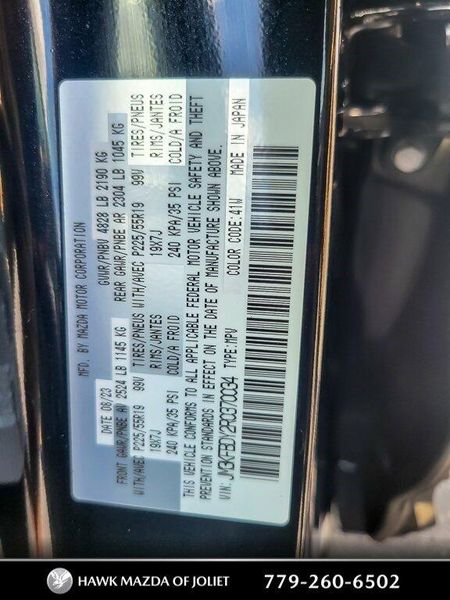 MFD. BY MAZDA MOTOR CORPORATION
DATE 08/23 GVWR/PNBV 4828 LB 2190 KG
FRONT GAWR/PNBE AV 2524 LB 1145 KG REAR GAWR/PNBE AR 2304 LB 1045 KG
WITH/AVEC P225/55R19 99V TIRES/PNEUS WITH/AVEC P225/55R19 99V TIRES/PNEUS
19X7J RIMS/JANTES 19X7J RIMS/JANTES
240 KPA/35 PSI COLD/A FROID 240 KPA/35 PSI COLD/A FROID
THIS VEHICLE CONFORMS TO ALL APPLICABLE FEDERAL MOTOR VEHICLE SAFETY AND THEFT
PREVENTION STANDARDS IN EFFECT ON THE DATE OF MANUFACTURE SHOWN ABOVE.
VIN: JM3KFBDY2R0370034 TYPE:MPV COLOR CODE:41W MADE IN JAPAN
HAWK MAZDA OF JOLIET 779-260-6502